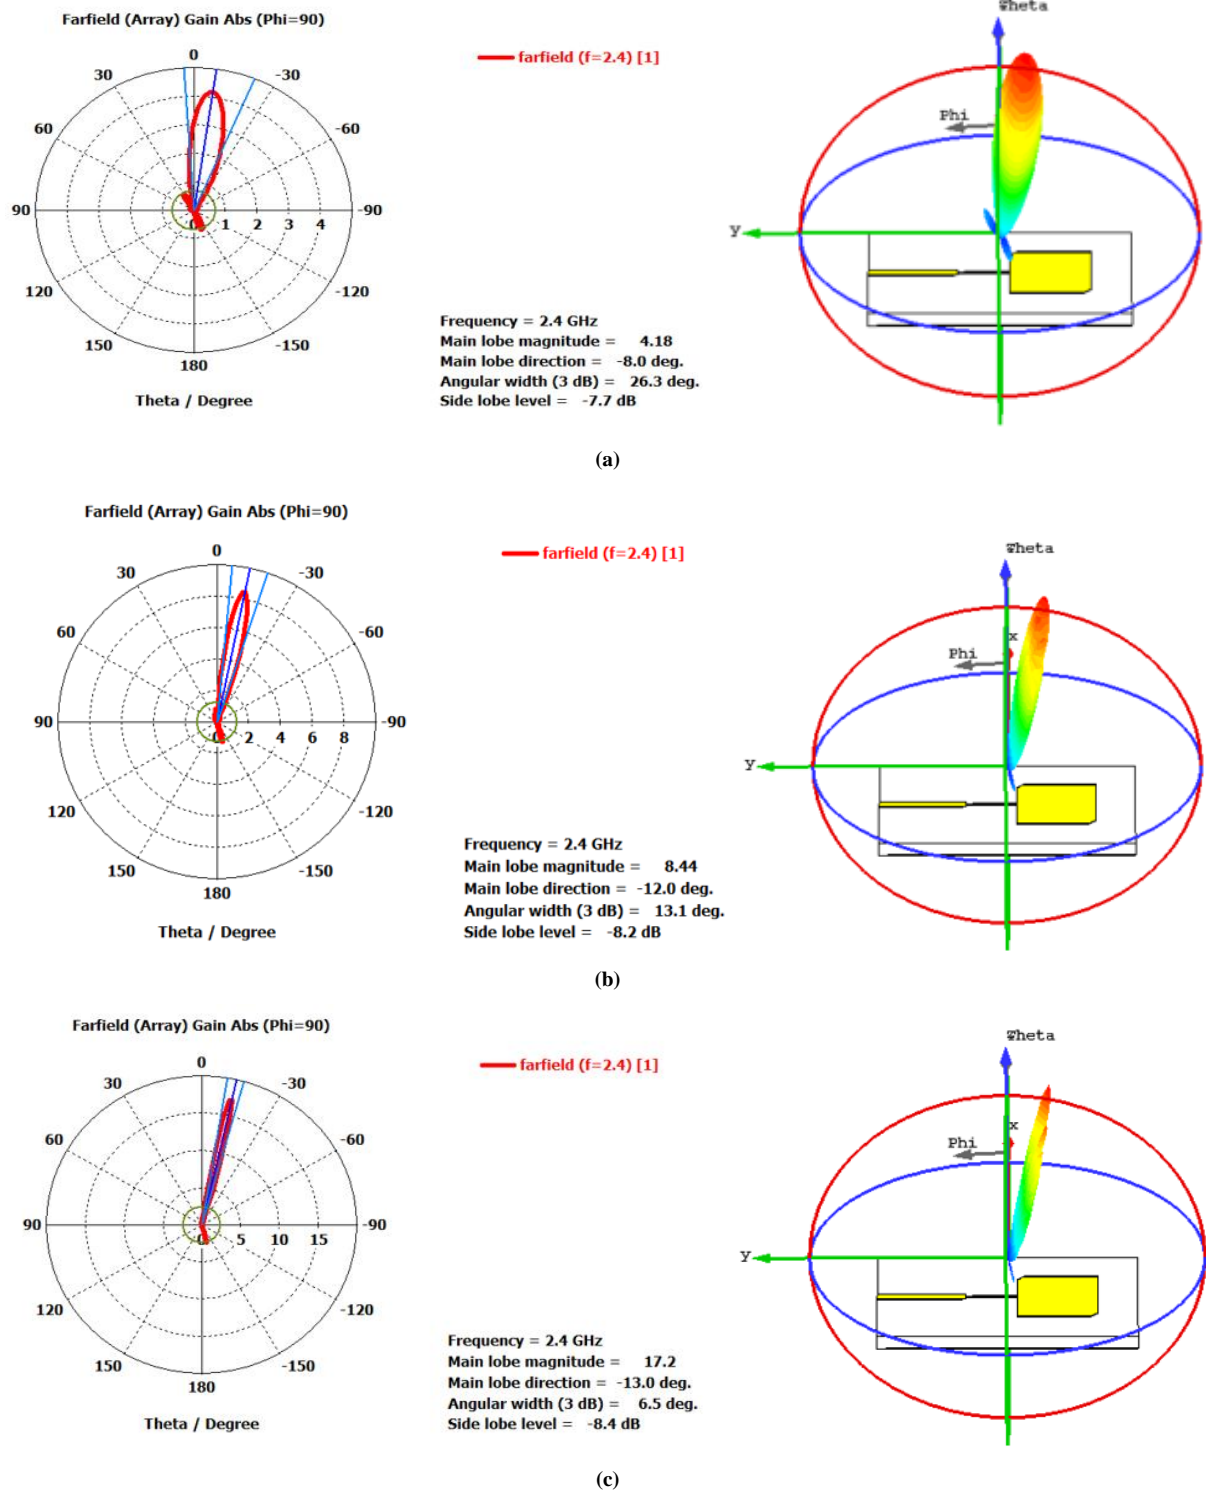 Farfield (Array) Gain Abs (Phi=90)
farfield (f=2.4) [1]
0
30
-30
60
-60
90
-90
0 1 2 3 4
120
-120
150
-150
180
Theta / Degree
Frequency = 2.4 GHz
Main lobe magnitude = 4.18
Main lobe direction = -8.0 deg.
Angular width (3 dB) = 26.3 deg.
Side lobe level = -7.7 dB
Theta
Phi
y
(a)
Farfield (Array) Gain Abs (Phi=90)
farfield (f=2.4) [1]
0
30
-30
60
-60
90
-90
0 2 4 6 8
120
-120
150
-150
180
Theta / Degree
Frequency = 2.4 GHz
Main lobe magnitude = 8.44
Main lobe direction = -12.0 deg.
Angular width (3 dB) = 13.1 deg.
Side lobe level = -8.2 dB
Theta
x
Phi
y
(b)
Farfield (Array) Gain Abs (Phi=90)
farfield (f=2.4) [1]
0
30
-30
60
-60
90
-90
0 5 10 15
120
-120
150
-150
180
Theta / Degree
Frequency = 2.4 GHz
Main lobe magnitude = 17.2
Main lobe direction = -13.0 deg.
Angular width (3 dB) = 6.5 deg.
Side lobe level = -8.4 dB
Theta
x
Phi
y
(c)